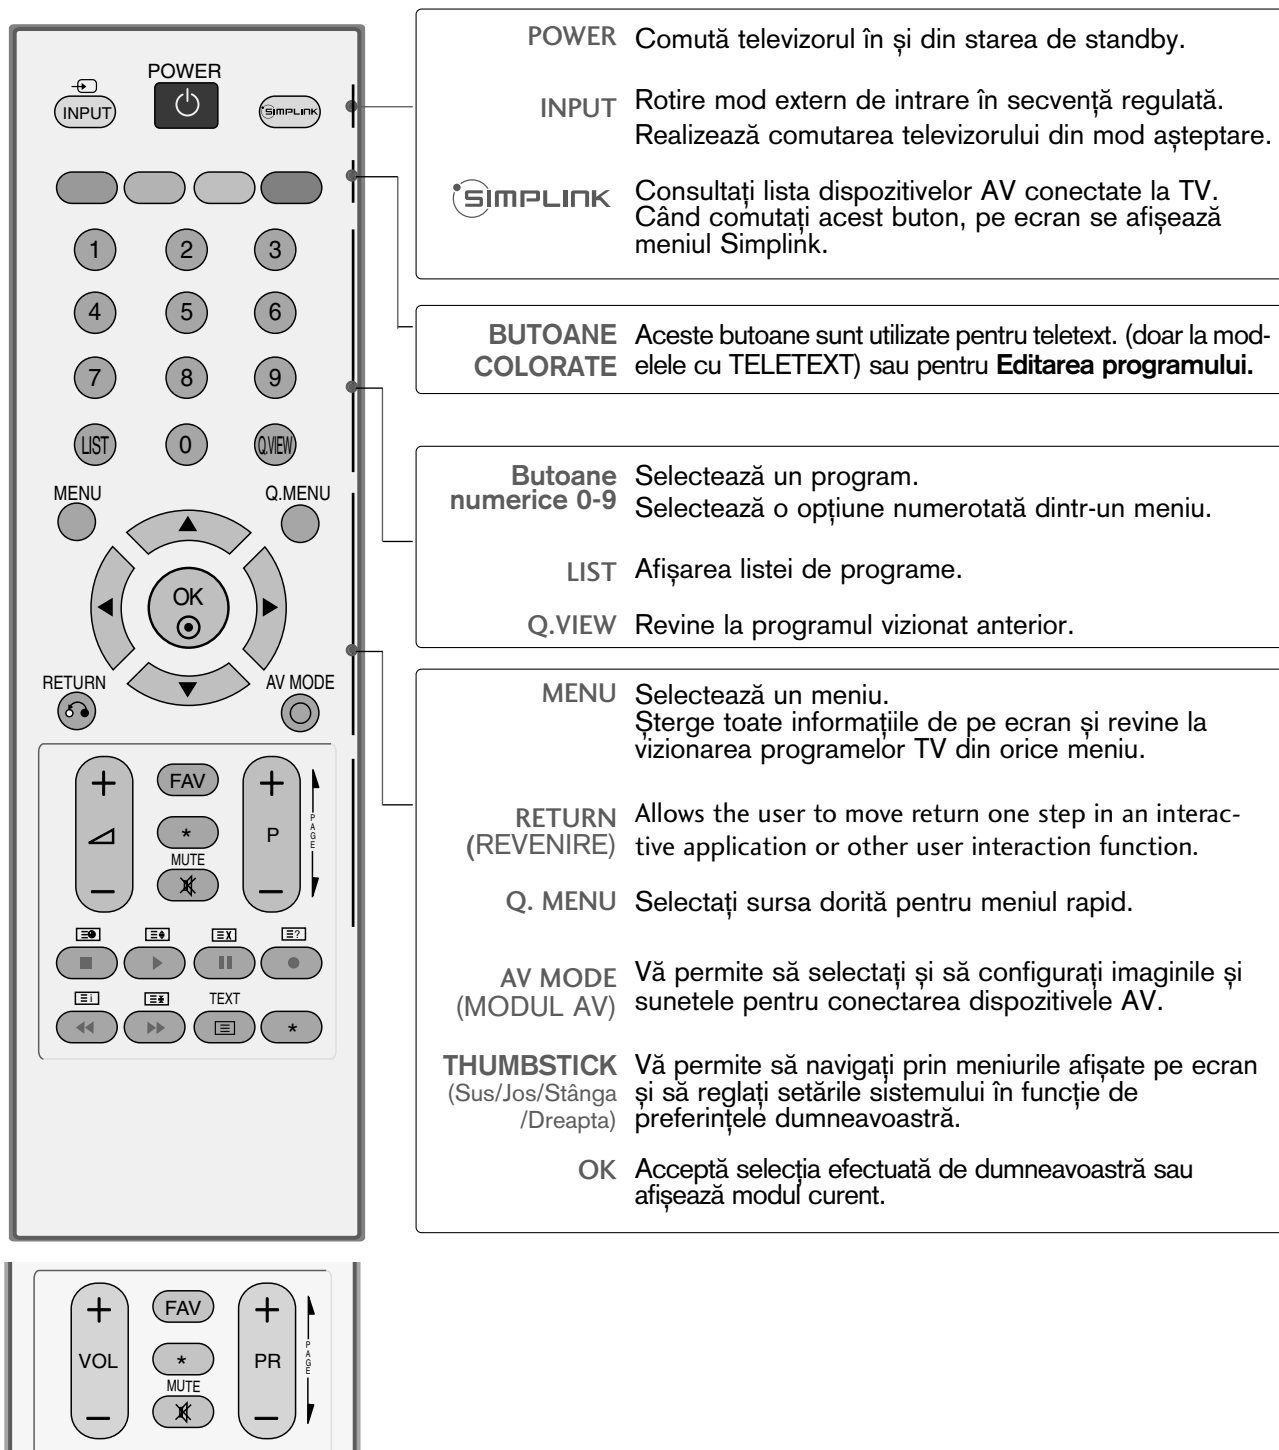 POWER
INPUT
SIMPLINK
1
2
3
4
5
6
7
8
9
LIST
0
Q.VIEW
MENU
Q.MENU
OK
RETURN
AV MODE
+
FAV
+
*
P
PAGE
MUTE
-
-
i
?
TEXT
*
POWER Comută televizorul în și din starea de standby.
INPUT Rotire mod extern de intrare în secvență regulată.
Realizează comutarea televizorului din mod așteptare.
SIMPLINK Consultați lista dispozitivelor AV conectate la TV.
Când comutați acest buton, pe ecran se afișează
meniul Simplink.
BUTOANE Aceste butoane sunt utilizate pentru teletext. (doar la mod-
COLORATE elele cu TELETEXT) sau pentru Editarea programului.
Butoane Selectează un program.
numerice 0-9 Selectează o opțiune numerotată dintr-un meniu.
LIST Afișarea listei de programe.
Q.VIEW Revine la programul vizionat anterior.
MENU Selectează un meniu.
Șterge toate informațiile de pe ecran și revine la
vizionarea programelor TV din orice meniu.
RETURN Allows the user to move return one step in an interac-
(REVENIRE) tive application or other user interaction function.
Q. MENU Selectați sursa dorită pentru meniul rapid.
AV MODE Vă permite să selectați și să configurați imaginile și
(MODUL AV) sunetele pentru conectarea dispozitivele AV.
THUMBSTICK Vă permite să navigați prin meniurile afișate pe ecran
(Sus/Jos/Stânga și să reglați setările sistemului în funcție de
/Dreapta) preferințele dumneavoastră.
OK Acceptă selecția efectuată de dumneavoastră sau
afișează modul curent.
+
FAV
+
VOL
*
PR
PAGE
MUTE
-
-